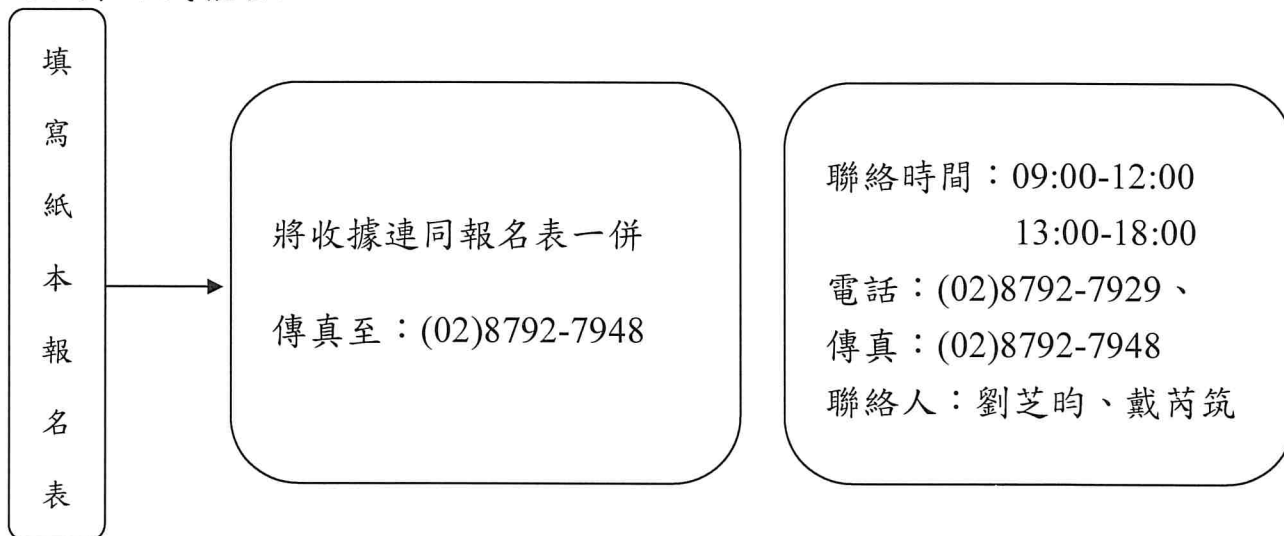 填寫紙本報名表
將收據連同報名表一併
傳真至：(02)8792-7948
聯絡時間：09:00-12:00
13:00-18:00
電話：(02)8792-7929、
傳真：(02)8792-7948
聯絡人：劉芝昀、戴芮筑